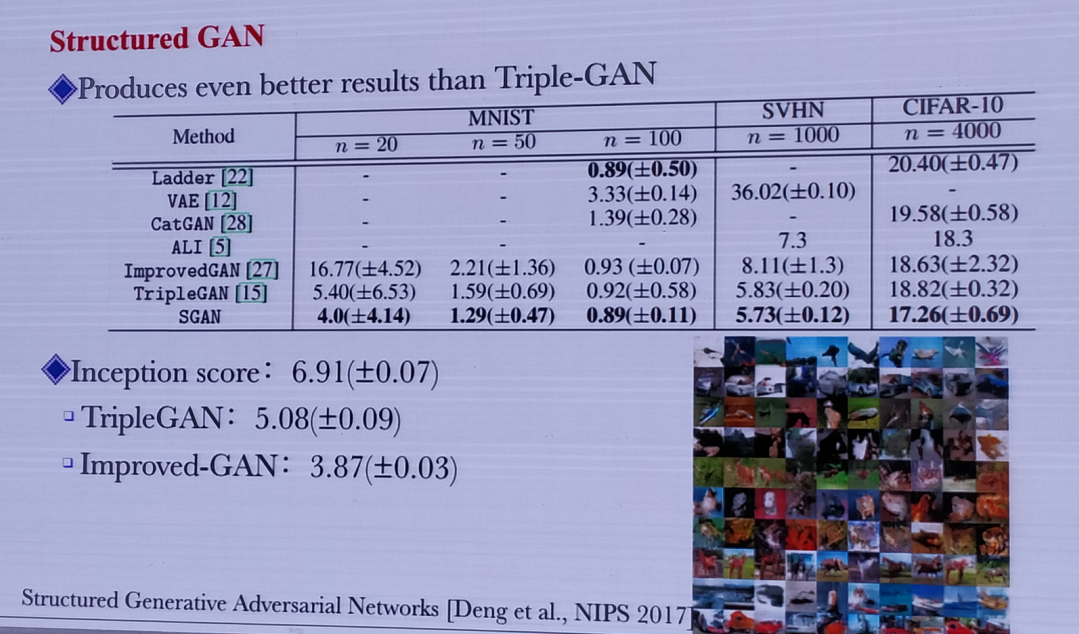 Structured GAN
Produces even better results than Triple-GAN
Method MNIST SVHN CIFAR-10
n = 20 n = 50 n = 100 n = 1000 n = 4000
Ladder [22] - - 0.89(±0.50) - 20.40(±0.47)
VAE [12] - - 3.33(±0.14) 36.02(±0.10) -
CatGAN [28] - - 1.39(±0.28) - 19.58(±0.58)
ALI [5] - - - 7.3 18.3
ImprovedGAN [27] 16.77(±4.52) 2.21(±1.36) 0.93 (±0.07) 8.11(±1.3) 18.63(±2.32)
TripleGAN [15] 5.40(±6.53) 1.59(±0.69) 0.92(±0.58) 5.83(±0.20) 18.82(±0.32)
SGAN 4.0(±4.14) 1.29(±0.47) 0.89(±0.11) 5.73(±0.12) 17.26(±0.69)
Inception score: 6.91(±0.07)
TripleGAN: 5.08(±0.09)
Improved-GAN: 3.87(±0.03)
Structured Generative Adversarial Networks [Deng et al., NIPS 2017]